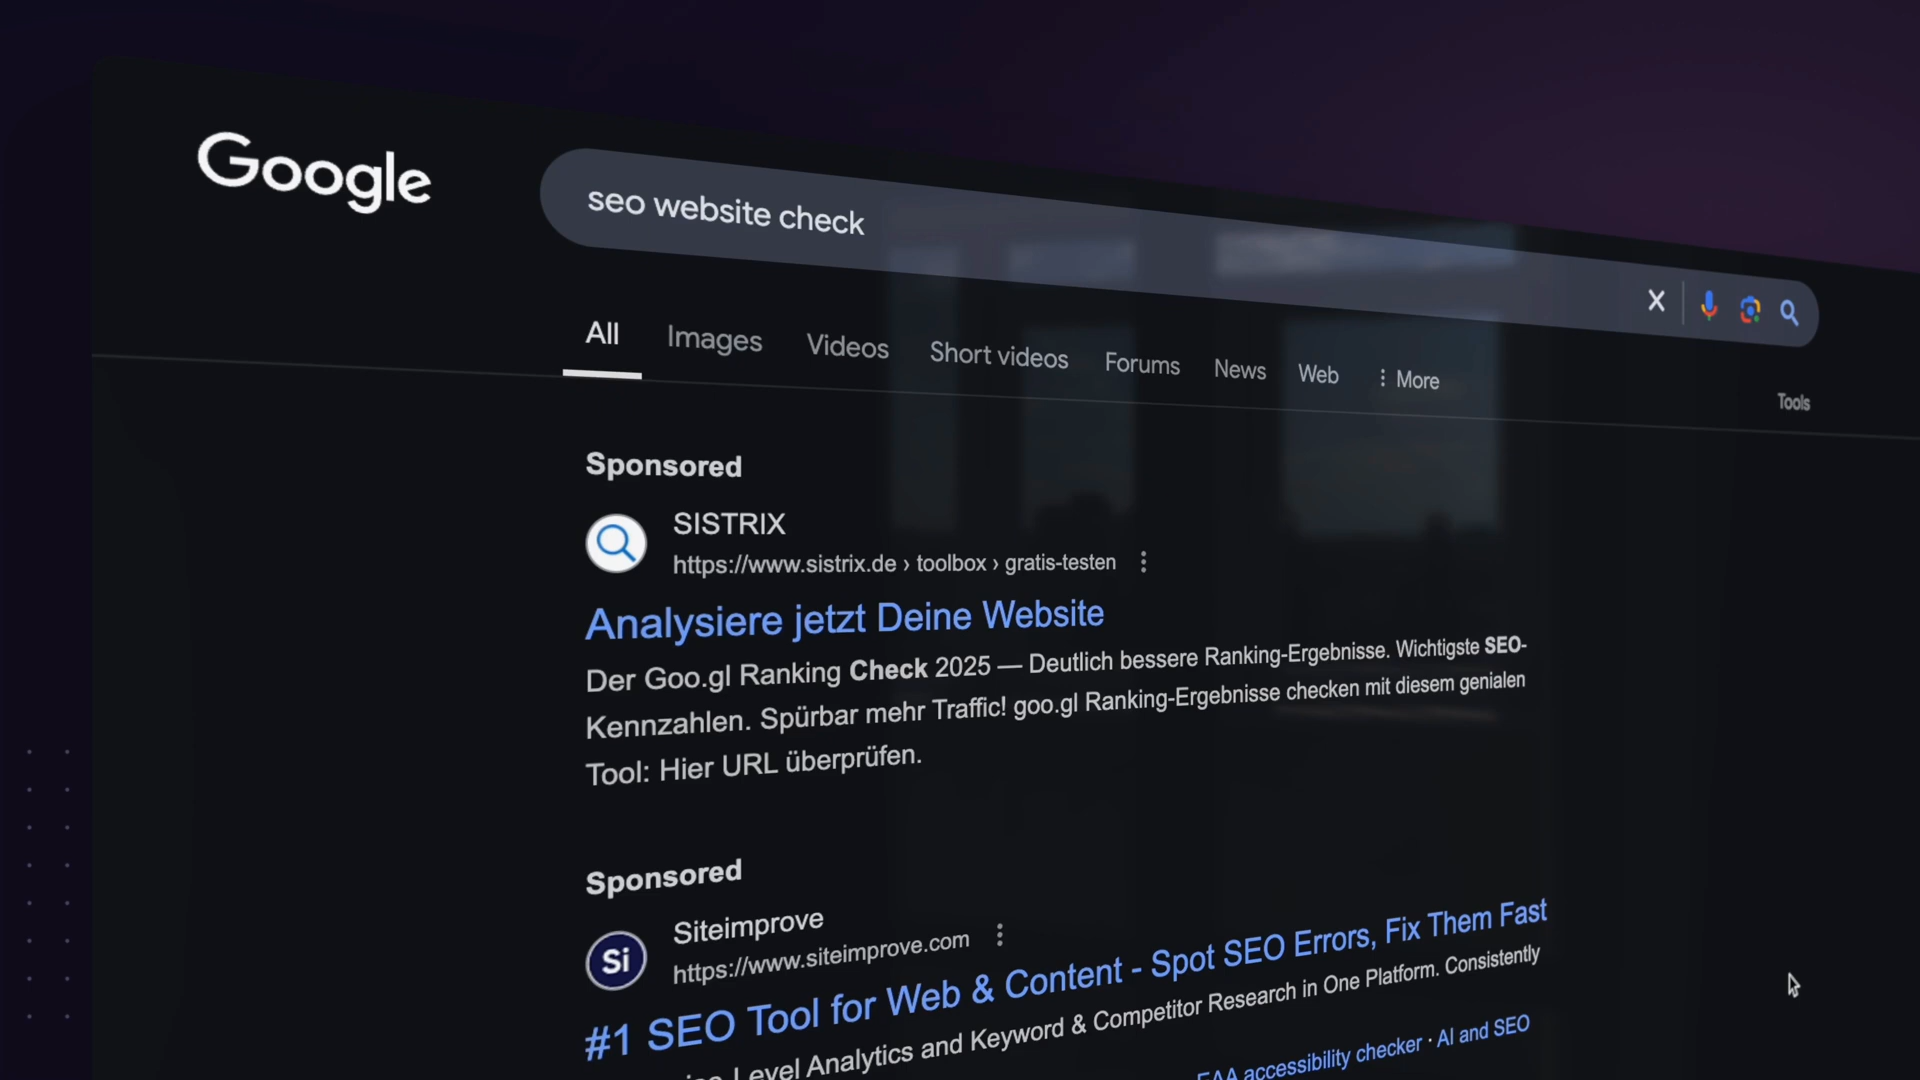 Google
seo website check
All
Images
Videos
Short videos
Forums
News
Web
More
Tools
Sponsored
SISTRIX
https://www.sistrix.de › toolbox › gratis-testen
Analysiere jetzt Deine Website
Der Goo.gl Ranking Check 2025 — Deutlich bessere Ranking-Ergebnisse. Wichtigste SEO-
Kennzahlen. Spürbar mehr Traffic! goo.gl Ranking-Ergebnisse checken mit diesem genialen
Tool: Hier URL überprüfen.
Sponsored
Si
Siteimprove
https://www.siteimprove.com
#1 SEO Tool for Web & Content - Spot SEO Errors, Fix Them Fast
Level Analytics and Keyword & Competitor Research in One Platform. Consistently
EAA accessibility checker · AI and SEO